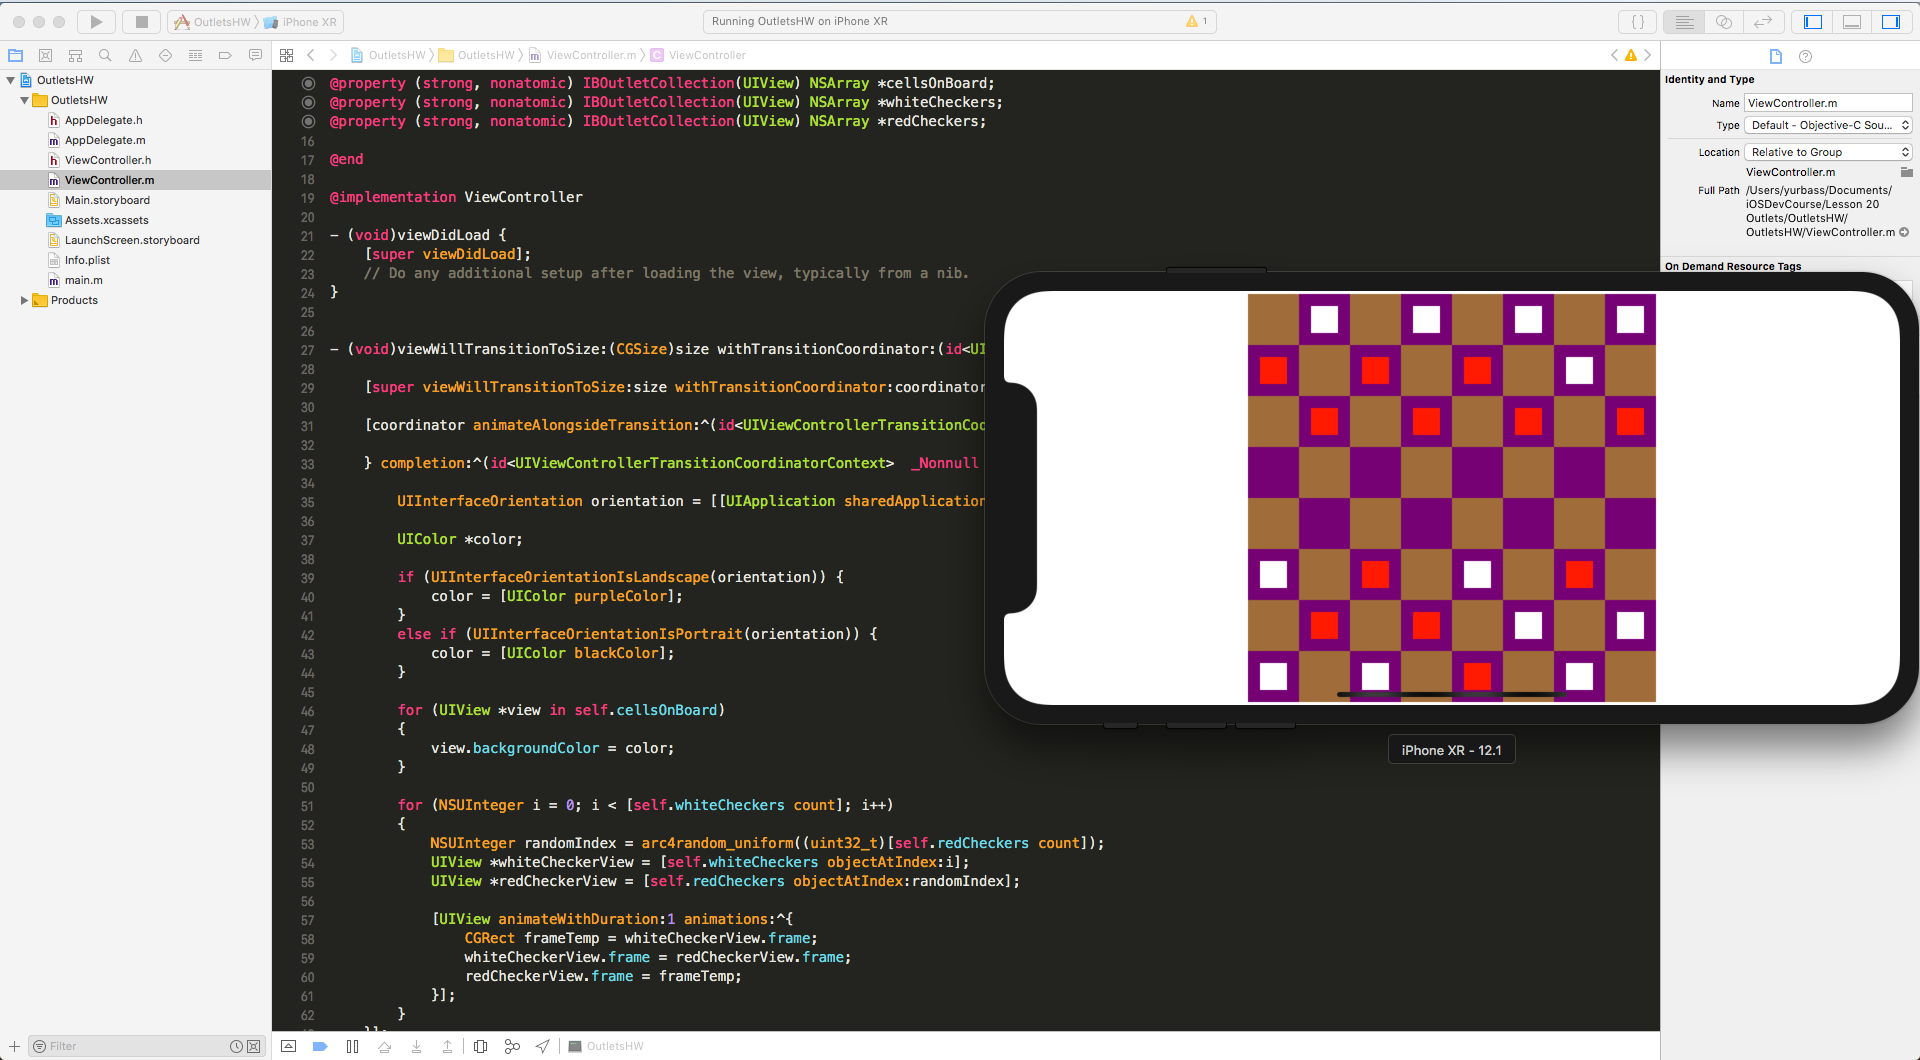 OutletsHW
iPhone XR
Running OutletsHW on iPhone XR
1
OutletsHW
OutletsHW
ViewController.m
ViewController
OutletsHW
OutletsHW
AppDelegate.h
AppDelegate.m
ViewController.h
ViewController.m
Main.storyboard
Assets.xcassets
LaunchScreen.storyboard
Info.plist
main.m
Products
@property (strong, nonatomic) IBOutletCollection(UIView) NSArray *cellsOnBoard;
@property (strong, nonatomic) IBOutletCollection(UIView) NSArray *whiteCheckers;
@property (strong, nonatomic) IBOutletCollection(UIView) NSArray *redCheckers;
16
17 @end
18
19 @implementation ViewController
20
21 - (void)viewDidLoad {
22 [super viewDidLoad];
23 // Do any additional setup after loading the view, typically from a nib.
24 }
25
26
27 - (void)viewWillTransitionToSize:(CGSize)size withTransitionCoordinator:(id<UI
28
29 [super viewWillTransitionToSize:size withTransitionCoordinator:coordinator
30
31 [coordinator animateAlongsideTransition:^(id<UIViewControllerTransitionCoo
32
33 } completion:^(id<UIViewControllerTransitionCoordinatorContext> _Nonnull
34
35 UIInterfaceOrientation orientation = [[UIApplication sharedApplication
36
37 UIColor *color;
38
39 if (UIInterfaceOrientationIsLandscape(orientation)) {
40 color = [UIColor purpleColor];
41 }
42 else if (UIInterfaceOrientationIsPortrait(orientation)) {
43 color = [UIColor blackColor];
44 }
45
46 for (UIView *view in self.cellsOnBoard)
47 {
48 view.backgroundColor = color;
49 }
50
51 for (NSUInteger i = 0; i < [self.whiteCheckers count]; i++)
52 {
53 NSUInteger randomIndex = arc4random_uniform((uint32_t)[self.redCheckers count]);
54 UIView *whiteCheckerView = [self.whiteCheckers objectAtIndex:i];
55 UIView *redCheckerView = [self.redCheckers objectAtIndex:randomIndex];
56
57 [UIView animateWithDuration:1 animations:^{
58 CGRect frameTemp = whiteCheckerView.frame;
59 whiteCheckerView.frame = redCheckerView.frame;
60 redCheckerView.frame = frameTemp;
61 }];
62 }
Identity and Type
Name ViewController.m
Type Default - Objective-C Sou...
Location Relative to Group
ViewController.m
Full Path /Users/yurbass/Documents/
iOSDevCourse/Lesson 20
Outlets/OutletsHW/
OutletsHW/ViewController.m
On Demand Resource Tags
iPhone XR - 12.1
Filter
OutletsHW